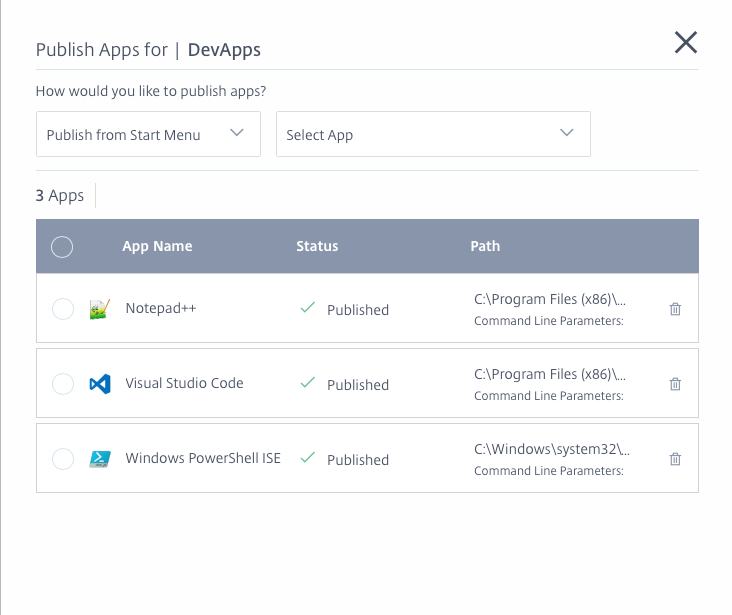 Publish Apps for | DevApps
How would you like to publish apps?
Publish from Start Menu Select App
3 Apps
App Name Status Path
Notepad++ Published C:\Program Files (x86)\...
Command Line Parameters:
Visual Studio Code Published C:\Program Files (x86)\...
Command Line Parameters:
Windows PowerShell ISE Published C:\Windows\system32\...
Command Line Parameters: